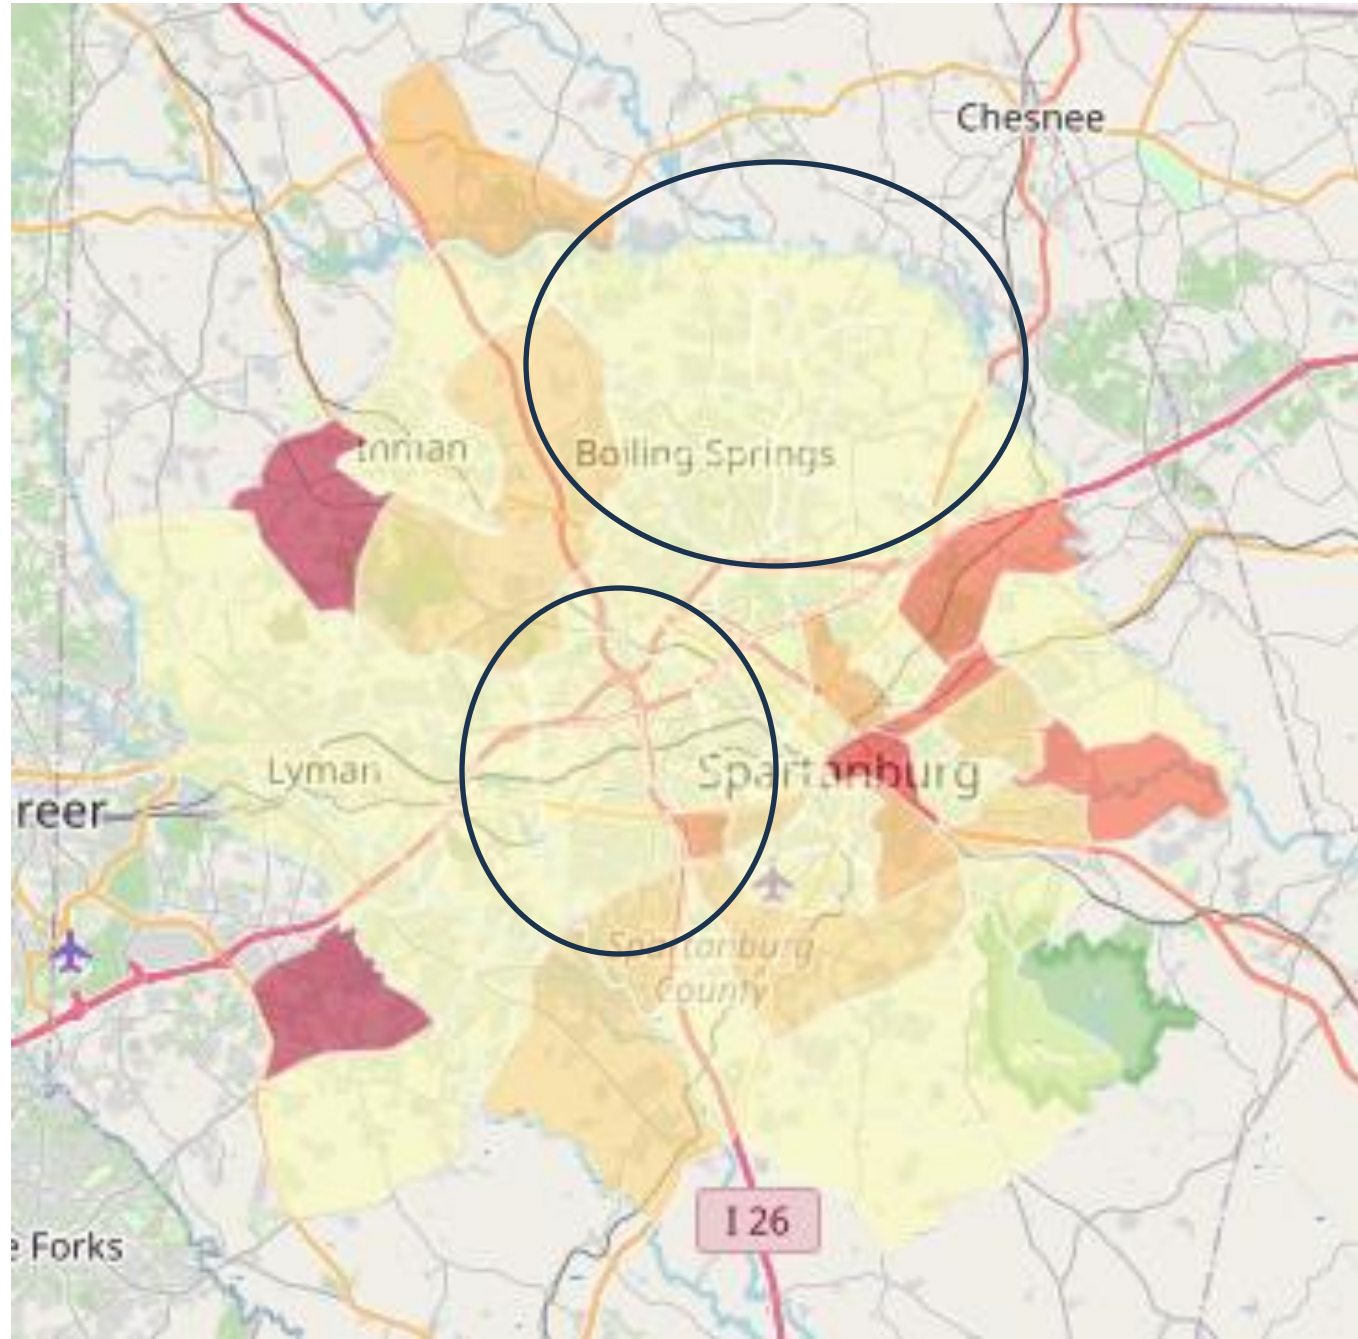 Chesnee
Inman
Boiling Springs
Lyman
Spartanburg
reer
Spartanburg
County
I 26
e Forks